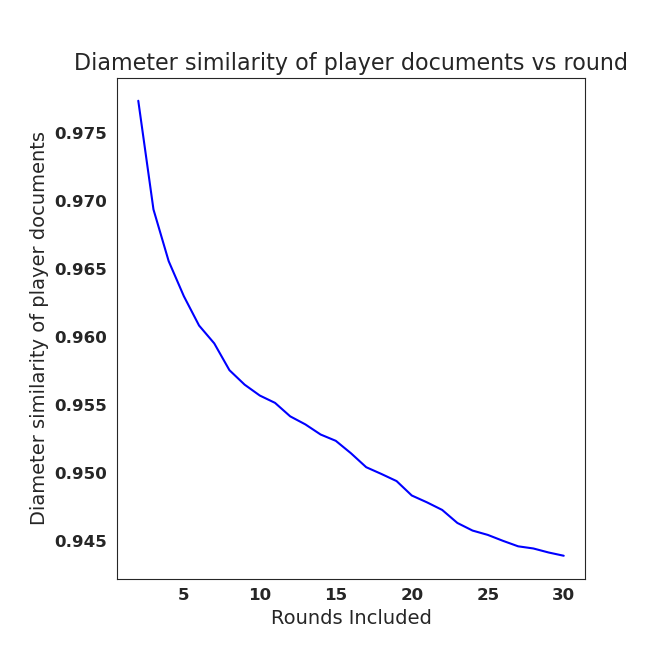 Diameter similarity of player documents vs round
Diameter similarity of player documents
0.975
0.970
0.965
0.960
0.955
0.950
0.945
5 10 15 20 25 30
Rounds Included